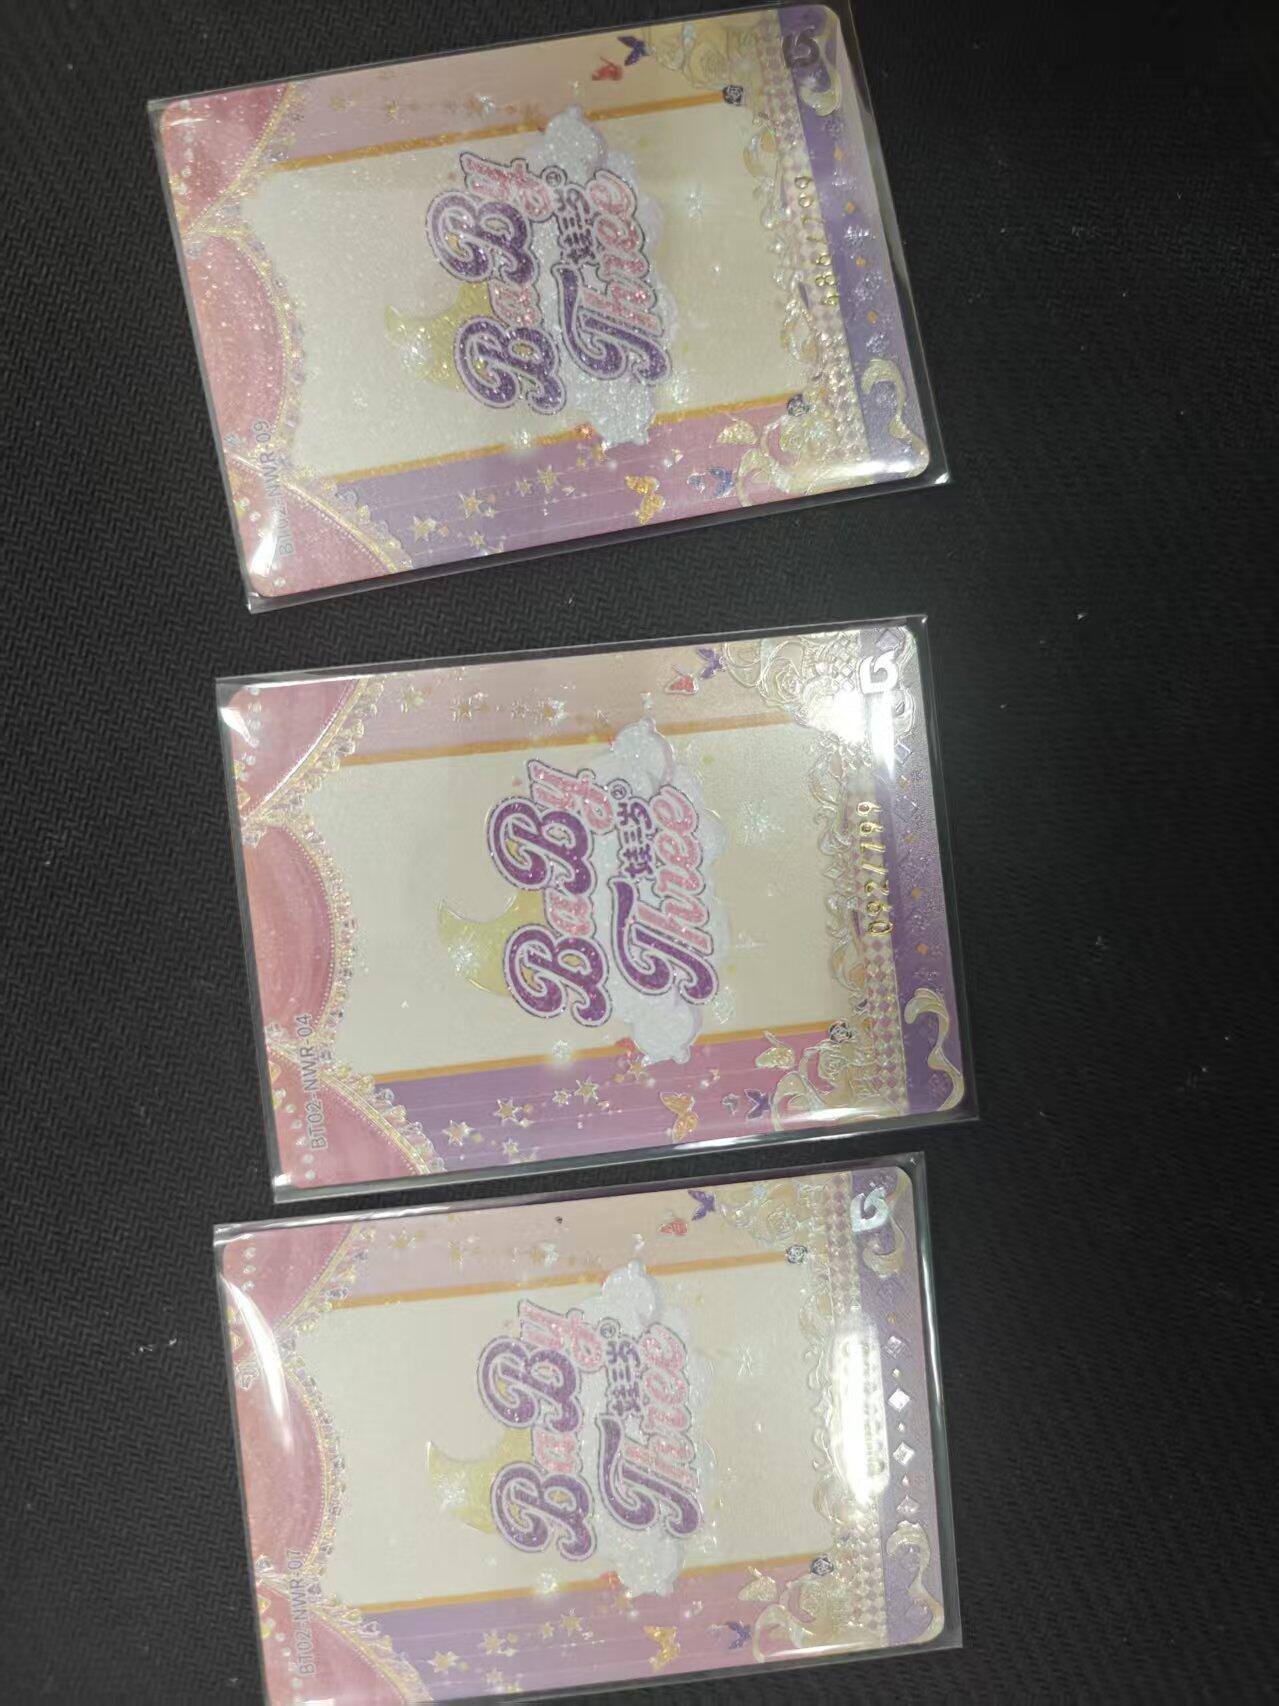 BT02-NWR-09
BaBy
娃三岁
Three
BT02-NWR-04
BaBy
娃三岁
Three
092/199
BT02-NWR-07
BaBy
娃三岁
Three